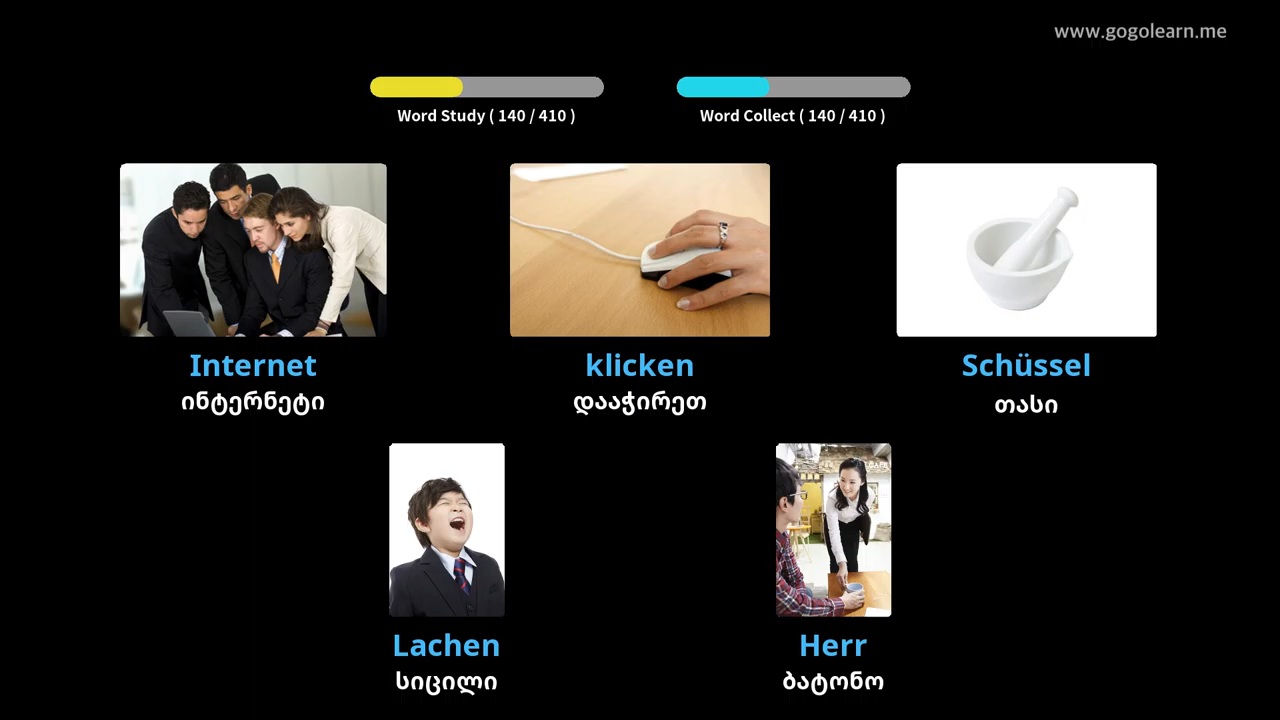 www.gogolearn.me
Word Study ( 140 / 410 )
Word Collect ( 140 / 410 )
Internet
ინტერნეტი
klicken
დააჭირეთ
Schüssel
თასი
Lachen
სიცილი
Herr
ბატონო